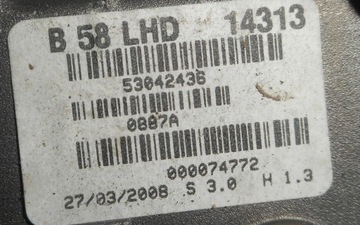 B 58 LHD 14313
53042436
0887A
000074772
27/03/2008 S 3.0 H 1.3